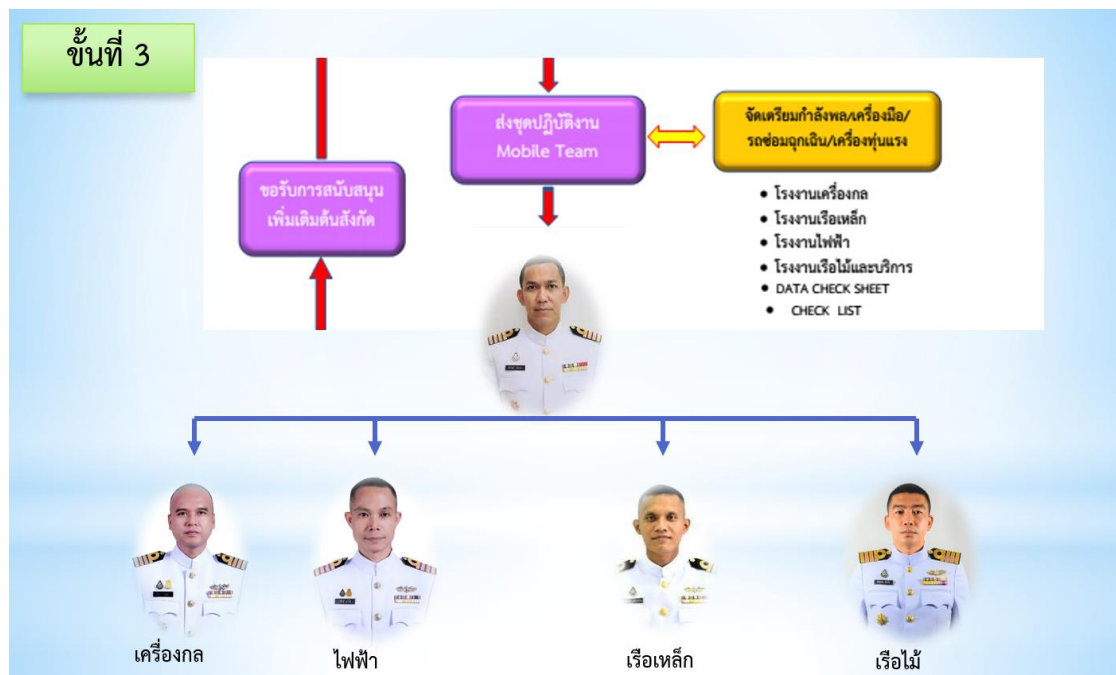 ขั้นที่ 3
ส่งชุดปฏิบัติงาน
Mobile Team
จัดเตรียมกำลังพล/เครื่องมือ/
รถซ่อมฉุกเฉิน/เครื่องทุ่นแรง
ขอรับการสนับสนุน
เพิ่มเติมต้นสังกัด
• โรงงานเครื่องกล
• โรงงานเรือเหล็ก
• โรงงานไฟฟ้า
• โรงงานเรือไม้และบริการ
• DATA CHECK SHEET
• CHECK LIST
เครื่องกล
ไฟฟ้า
เรือเหล็ก
เรือไม้